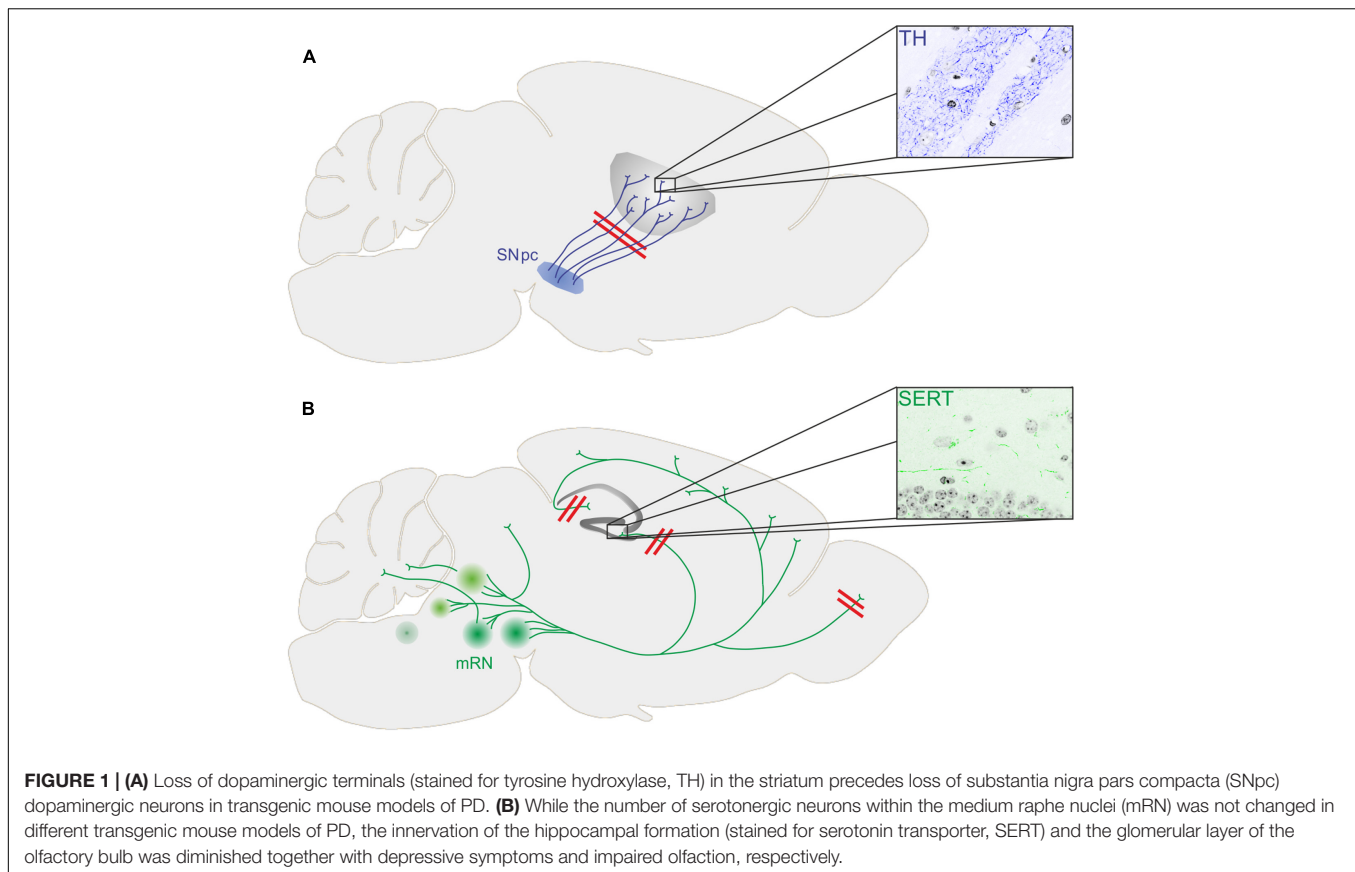 A
TH
SNpc
B
SERT
mRN
FIGURE 1 | (A) Loss of dopaminergic terminals (stained for tyrosine hydroxylase, TH) in the striatum precedes loss of substantia nigra pars compacta (SNpc)
dopaminergic neurons in transgenic mouse models of PD. (B) While the number of serotonergic neurons within the medium raphe nuclei (mRN) was not changed in
different transgenic mouse models of PD, the innervation of the hippocampal formation (stained for serotonin transporter, SERT) and the glomerular layer of the
olfactory bulb was diminished together with depressive symptoms and impaired olfaction, respectively.